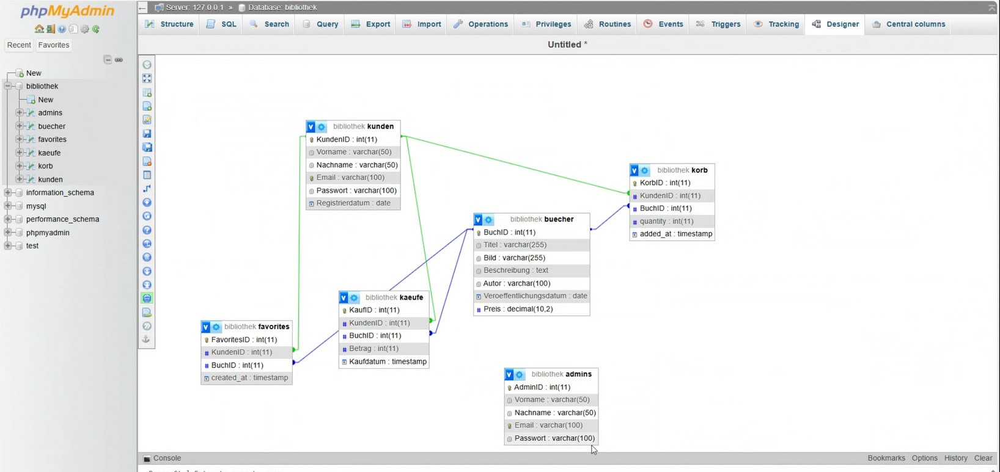 phpMyAdmin
Recent Favorites
New
bibliothek
New
admins
buecher
favorites
kaeufe
korb
kunden
information_schema
mysql
performance_schema
phpmyadmin
test
Server: 127.0.0.1 » Database: bibliothek
Structure SQL Search Query Export Import Operations Privileges Routines Events Triggers Tracking Designer Central columns
Untitled *
bibliothek kunden
KundenID : int(11)
Vorname : varchar(50)
Nachname : varchar(50)
Email : varchar(100)
Passwort : varchar(100)
Registrierdatum : date
bibliothek korb
KorbID : int(11)
KundenID : int(11)
BuchID : int(11)
quantity : int(11)
added_at : timestamp
bibliothek buecher
BuchID : int(11)
Titel : varchar(255)
Bild : varchar(255)
Beschreibung : text
Autor : varchar(100)
Veroeffentlichungsdatum : date
Preis : decimal(10,2)
bibliothek kaeufe
KaufID : int(11)
KundenID : int(11)
BuchID : int(11)
Betrag : int(11)
Kaufdatum : timestamp
bibliothek favorites
FavoritesID : int(11)
KundenID : int(11)
BuchID : int(11)
created_at : timestamp
bibliothek admins
AdminID : int(11)
Vorname : varchar(50)
Nachname : varchar(50)
Email : varchar(100)
Passwort : varchar(100)
Console Bookmarks Options History Clear